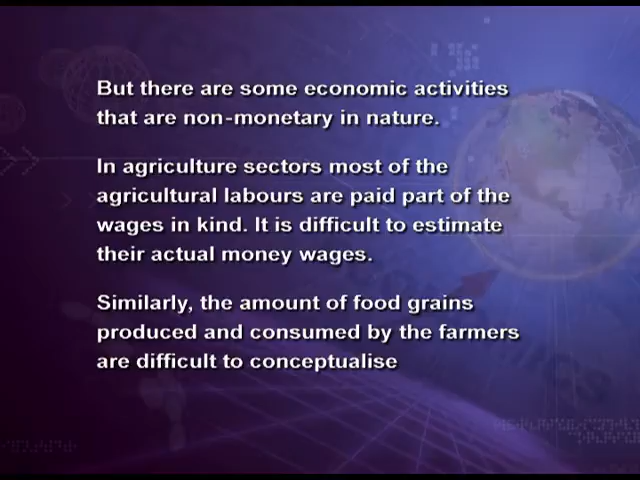 But there are some economic activities
that are non-monetary in nature.
In agriculture sectors most of the
agricultural labours are paid part of the
wages in kind. It is difficult to estimate
their actual money wages.
Similarly, the amount of food grains
produced and consumed by the farmers
are difficult to conceptualise